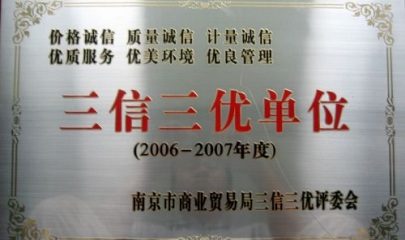 价格诚信 质量诚信 计量诚信
优质服务 优美环境 优良管理
三信三优单位
(2006-2007年度)
南京市商业贸易局三信三优评委会